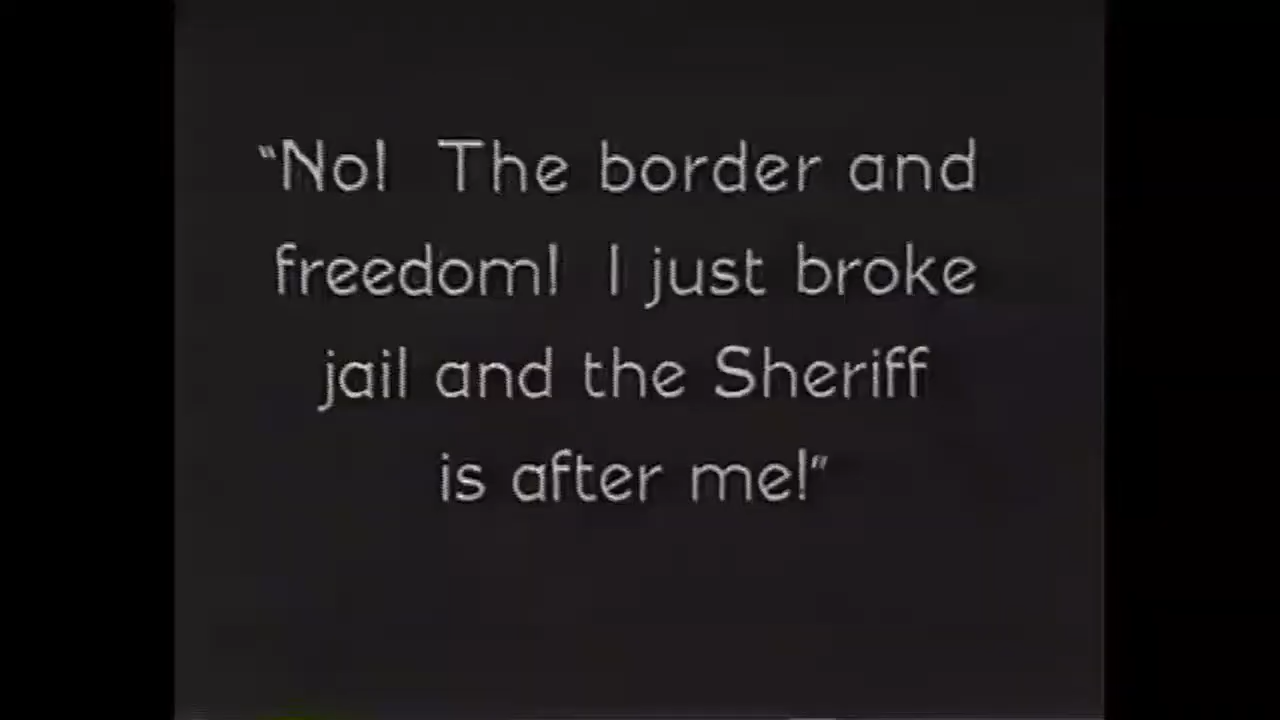 “No!  The border and
freedom!  I just broke
jail and the Sheriff
is after me!”